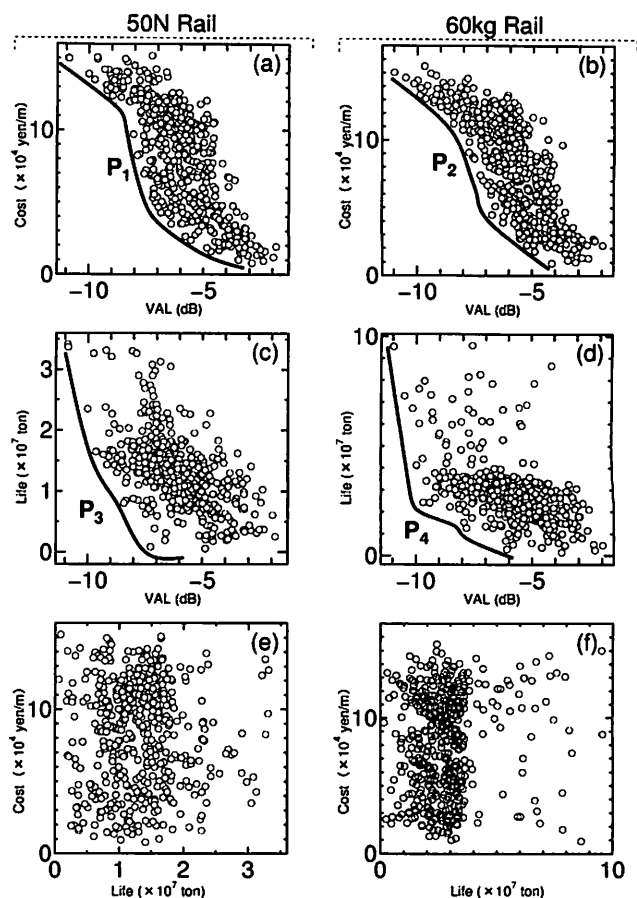 50N Rail
60kg Rail
(a)
Cost (×10⁴ yen/m)
10
0
P₁
−10
−5
VAL (dB)
(b)
Cost (×10⁴ yen/m)
10
0
P₂
−10
−5
VAL (dB)
(c)
Life (×10⁷ ton)
3
2
1
0
P₃
−10
−5
VAL (dB)
(d)
Life (×10⁷ ton)
10
0
P₄
−10
−5
VAL (dB)
(e)
Cost (×10⁴ yen/m)
10
0
0
1
2
3
Life (×10⁷ ton)
(f)
Cost (×10⁴ yen/m)
10
0
0
10
Life (×10⁷ ton)